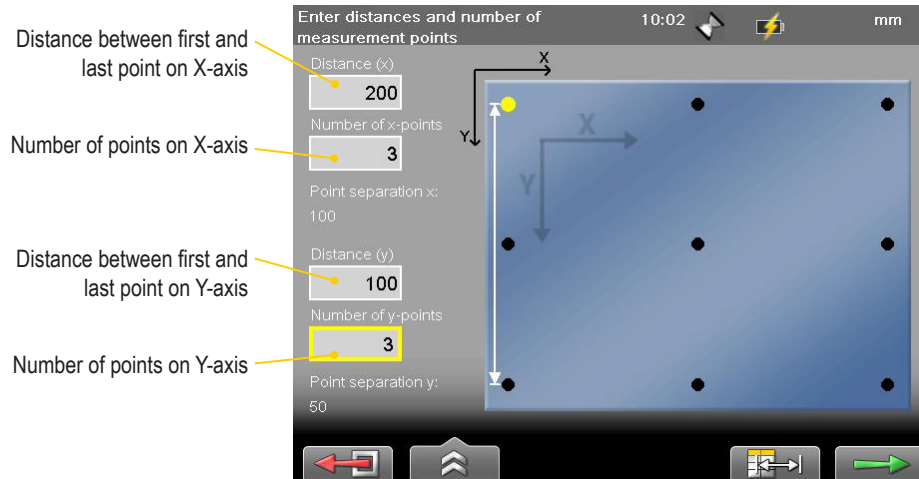 Enter distances and number of
measurement points
10:02
mm
Distance between first and
last point on X-axis
Distance (x)
200
Number of points on X-axis
Number of x-points
3
Point separation x:
100
Distance between first and
last point on Y-axis
Distance (y)
100
Number of points on Y-axis
Number of y-points
3
Point separation y:
50
X
Y
X
Y